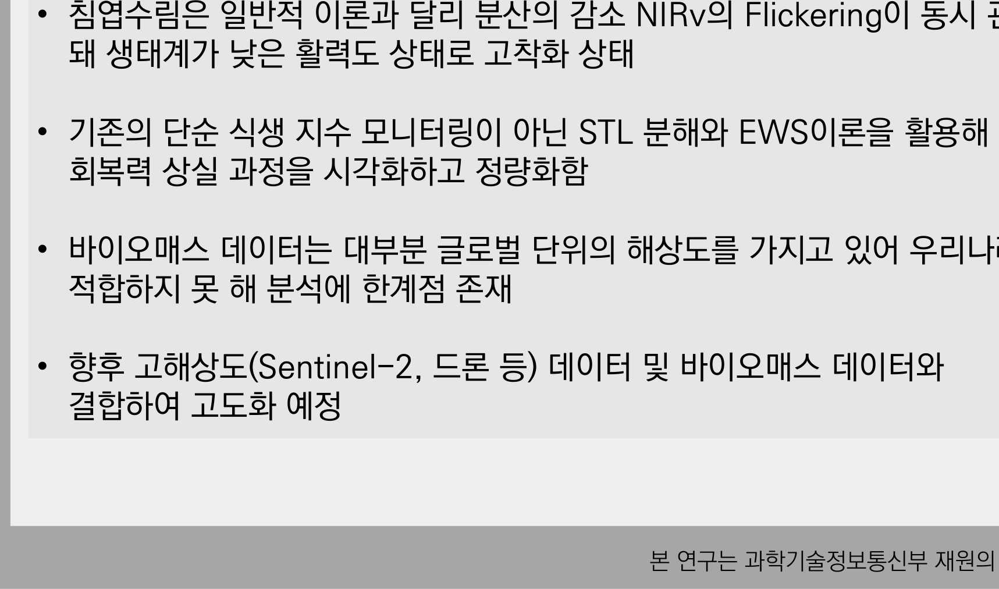 • 침엽수림은 일반적 이론과 달리 분산의 감소 NIRv의 Flickering이 동시
돼 생태계가 낮은 활력도 상태로 고착화 상태
• 기존의 단순 식생 지수 모니터링이 아닌 STL 분해와 EWS이론을 활용해
회복력 상실 과정을 시각화하고 정량화함
• 바이오매스 데이터는 대부분 글로벌 단위의 해상도를 가지고 있어 우리나라
적합하지 못 해 분석에 한계점 존재
• 향후 고해상도(Sentinel-2, 드론 등) 데이터 및 바이오매스 데이터와
결합하여 고도화 예정
본 연구는 과학기술정보통신부 재원의